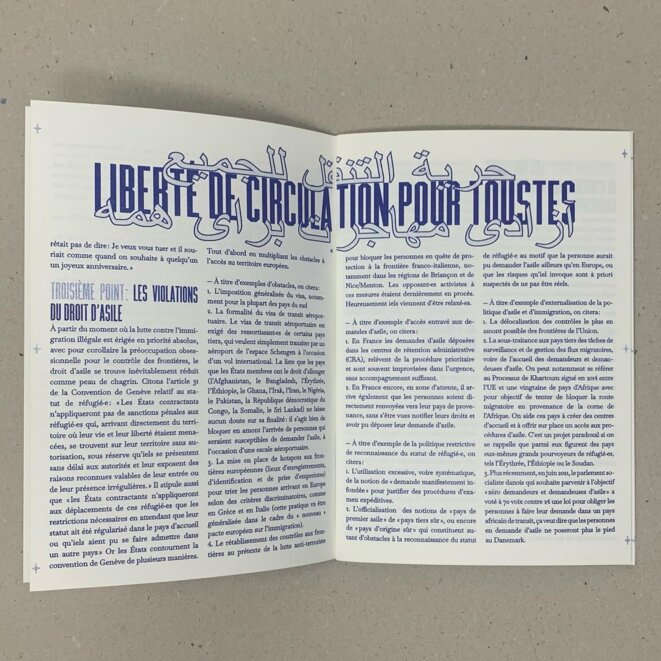 حرية التنقل للجميع
LIBERTÉ DE CIRCULATION POUR TOUSTES
آزادی مهاجرت برای همه
rêtait pas de dire : Je veux vous tuer et il sou-
riait comme quand on souhaite à quelqu'un
un joyeux anniversaire. »
TROISIÈME POINT : LES VIOLATIONS
DU DROIT D'ASILE
À partir du moment où la lutte contre l'immi-
gration illégale est érigée en priorité absolue,
avec pour corollaire la préoccupation obses-
sionnelle pour le contrôle des frontières, le
droit d'asile se trouve inévitablement réduit
comme peau de chagrin. Citons l'article 31
de la Convention de Genève relatif au sta-
tut de réfugié·e : « Les États contractants
n'appliqueront pas de sanctions pénales aux
réfugié·es qui, arrivant directement du terri-
toire où leur vie et leur liberté étaient mena-
cées, se trouvent sur leur territoire sans au-
torisation, sous réserve qu'iels se présentent
sans délai aux autorités et leur exposent des
raisons reconnues valables de leur entrée ou
de leur présence irrégulières. » Il stipule aussi
que « les États contractants n'appliqueront
aux déplacements de ces réfugié·es que les
restrictions nécessaires en attendant que leur
statut ait été régularisé dans le pays d'accueil
ou qu'iels aient pu se faire admettre dans
un autre pays » Or les États contournent la
convention de Genève de plusieurs manières.
Tout d'abord en multipliant les obstacles à
l'accès au territoire européen.
— À titre d'exemples d'obstacles, on citera :
1. L'imposition généralisée du visa, notam-
ment pour la plupart des pays du sud
2. La formalité du visa de transit aéropor-
tuaire. Le visa de transit aéroportuaire est
exigé des ressortissant·es de certains pays
tiers, qui veulent simplement transiter par un
aéroport de l'espace Schengen à l'occasion
d'un vol international. La liste que les pays
que les États membres ont le droit d'allonger
(l'Afghanistan, le Bangladesh, l'Érythrée,
l'Éthiopie, le Ghana, l'Irak, l'Iran, le Nigéria,
le Pakistan, la République démocratique du
Congo, la Somalie, le Sri Lankad) ne laisse
aucun doute sur sa finalité : il s'agit bien de
bloquer en amont l'arrivée de personnes qui
seraient susceptibles de demander l'asile, à
l'occasion d'une escale aéroportuaire.
3. La mise en place de hotspots aux fron-
tières européennes (lieux d'enregistrements,
d'identification et de prise d'empreintes)
pour trier les personnes arrivant en Europe
selon des critères discriminatoires, comme
en Grèce et en Italie (cette pratique va être
généralisée dans le cadre du « nouveau »
pacte européen sur l'immigration).
4. Le rétablissement des contrôles aux fron-
tières au prétexte de la lutte anti-terroriste
pour bloquer les personnes en quête de pro-
tection à la frontière franco-italienne, no-
tamment dans les régions de Briançon et de
Nice/Menton. Les opposant·es activistes à
ces mesures étaient dernièrement en procès.
Heureusement iels viennent d'être relaxé·es.
— À titre d'exemple d'accès entravé aux de-
mandes d'asile, on citera :
1. En France les demandes d'asile déposées
dans les centres de rétention administrative
(CRA), relèvent de la procédure prioritaire
et sont souvent improvisées dans l'urgence,
sans accompagnement suffisant.
2. En France encore, en zone d'attente, il ar-
rive également que les personnes soient di-
rectement renvoyées vers leur pays de prove-
nance, sans s'être vues notifier leurs droits et
avoir pu déposer leur demande d'asile.
— À titre d'exemple de la politique restrictive
de reconnaissance du statut de réfugié·e, on
citera :
1. L'utilisation excessive, voire systématique,
de la notion de « demande manifestement in-
fondée » pour justifier des procédures d'exa-
men expéditives.
2. L'officialisation des notions de « pays de
premier asile » de « pays tiers sûr », ou encore
de « pays d'origine sûr » qui constituent au-
tant d'obstacles à la reconnaissance du statut
de réfugié·e au motif que la personne aurait
pu demander l'asile ailleurs qu'en Europe, ou
que les risques qu'iel invoque sont à priori
suspectés de ne pas être réels.
— À titre d'exemple d'externalisation de la po-
litique d'asile et d'immigration, on citera :
1. La délocalisation des contrôles le plus en
amont possible des frontières de l'Union.
2. La sous-traitance aux pays tiers des tâches de
surveillance et de gestion des flux migratoires,
voire de l'accueil des demandeurs et deman-
deuses d'asile. On peut notamment se référer
au Processus de Khartoum signé en 2014 entre
l'UE et une vingtaine de pays d'Afrique avec
pour objectif de tenter de bloquer la route
migratoire en provenance de la corne de
l'Afrique. On aide ces pays à créer des centres
d'accueil et à offrir sur place un accès aux pro-
cédures d'asile. C'est un projet paradoxal si on
se rappelle que parmi eux figurent des pays
eux-mêmes grands pourvoyeurs de réfugié·es,
tels l'Érythrée, l'Éthiopie ou le Soudan.
3. Plus récemment, en juin 2021, le parlement so-
cialiste danois qui souhaite parvenir à l'objectif
« zéro demandeurs et demandeuses d'asile » a
voté à 70 voix contre 24 une loi pour obliger les
personnes à faire leur demande dans un pays
africain de transit, ça veut dire que les personnes
en demande d'asile ne poseront plus le pied
au Danemark.